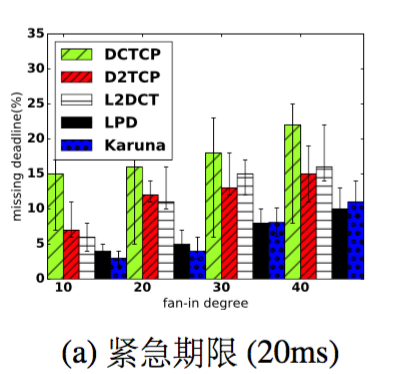 35
30
25
20
15
10
5
0
missing deadline(%)
DCTCP
D2TCP
L2DCT
LPD
Karuna
10 20 30 40
fan-in degree
(a) 紧急期限 (20ms)